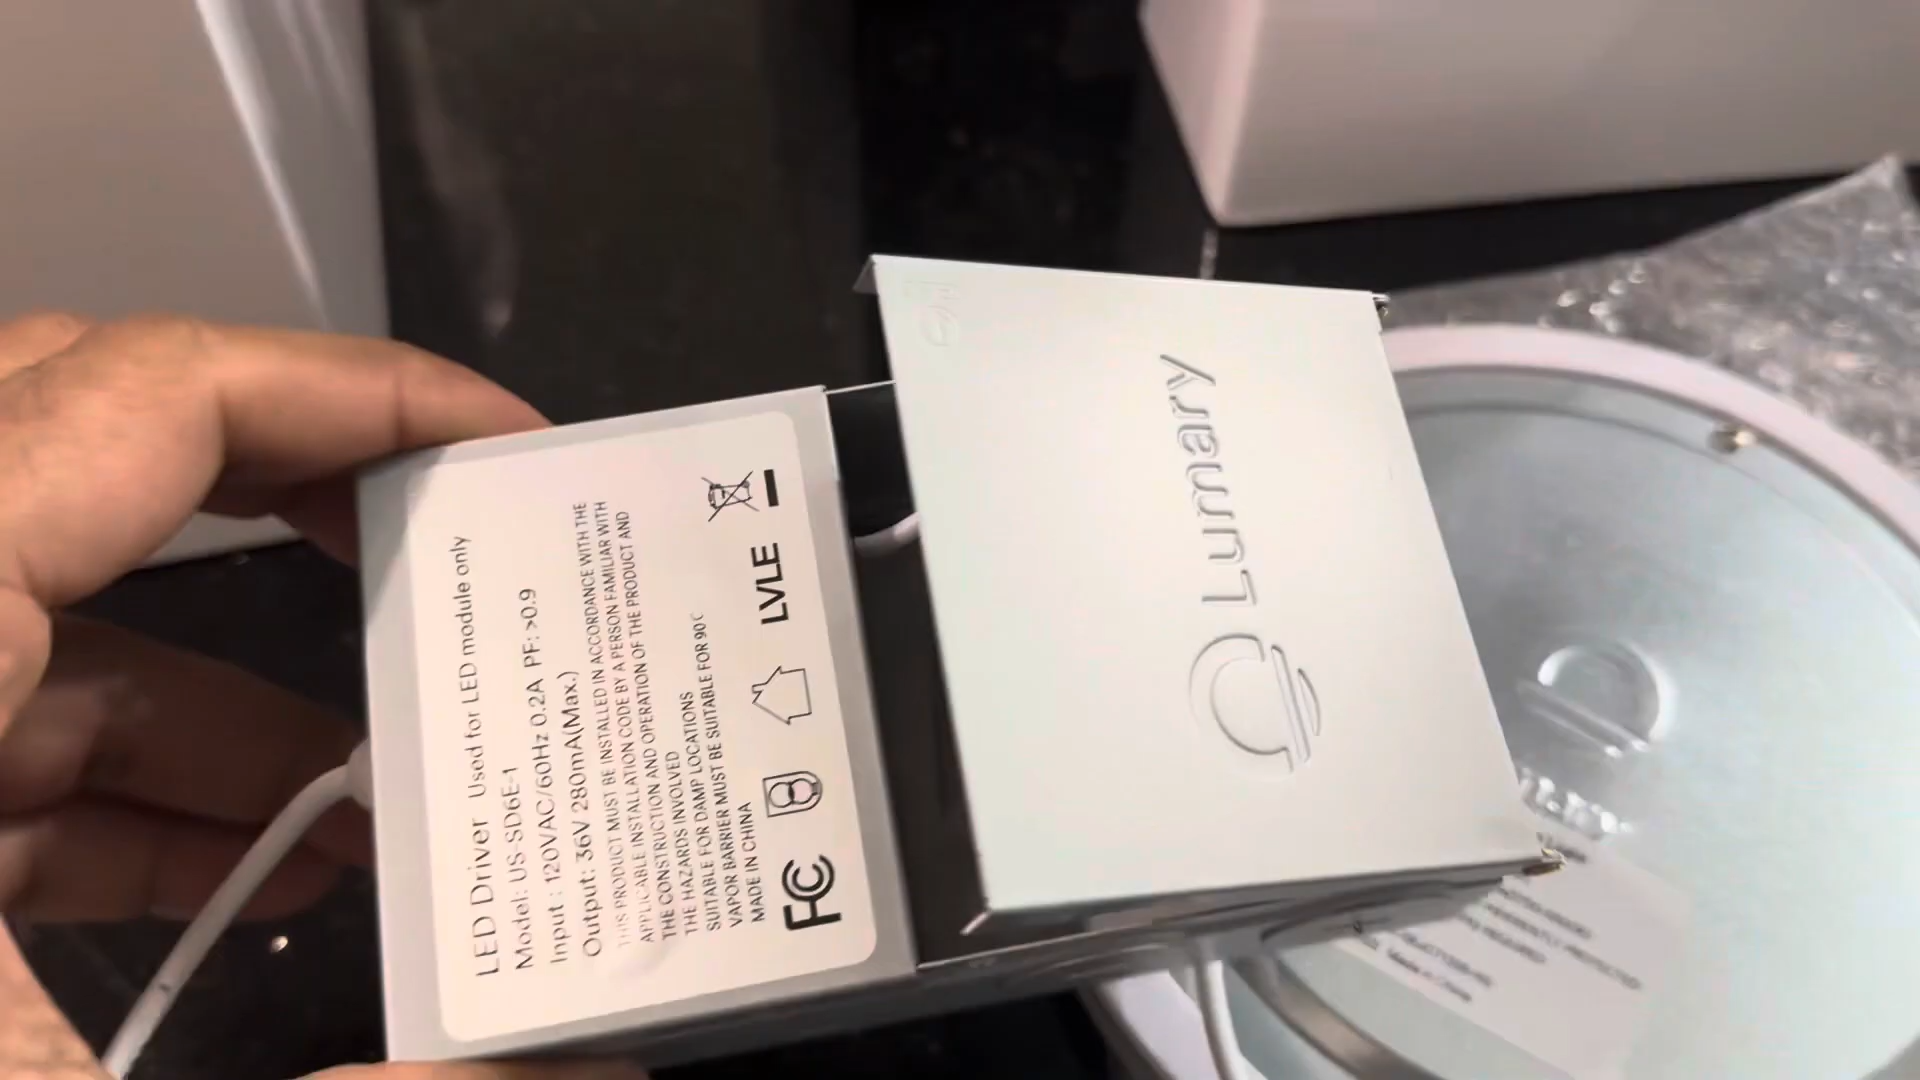 LED Driver Used for LED module only
Model: US SD6E-1
Input : 120VAC/60Hz 0.2A PF: >0.9
Output: 36V 280mA(Max.)
THIS PRODUCT MUST BE INSTALLED IN ACCORDANCE WITH THE
APPLICABLE INSTALLATION CODE BY A PERSON FAMILIAR WITH
THE CONSTRUCTION AND OPERATION OF THE PRODUCT AND
THE HAZARDS INVOLVED
SUITABLE FOR DAMP LOCATIONS
VAPOR BARRIER MUST BE SUITABLE FOR 90 C
MADE IN CHINA
FC LVLE
Lumary